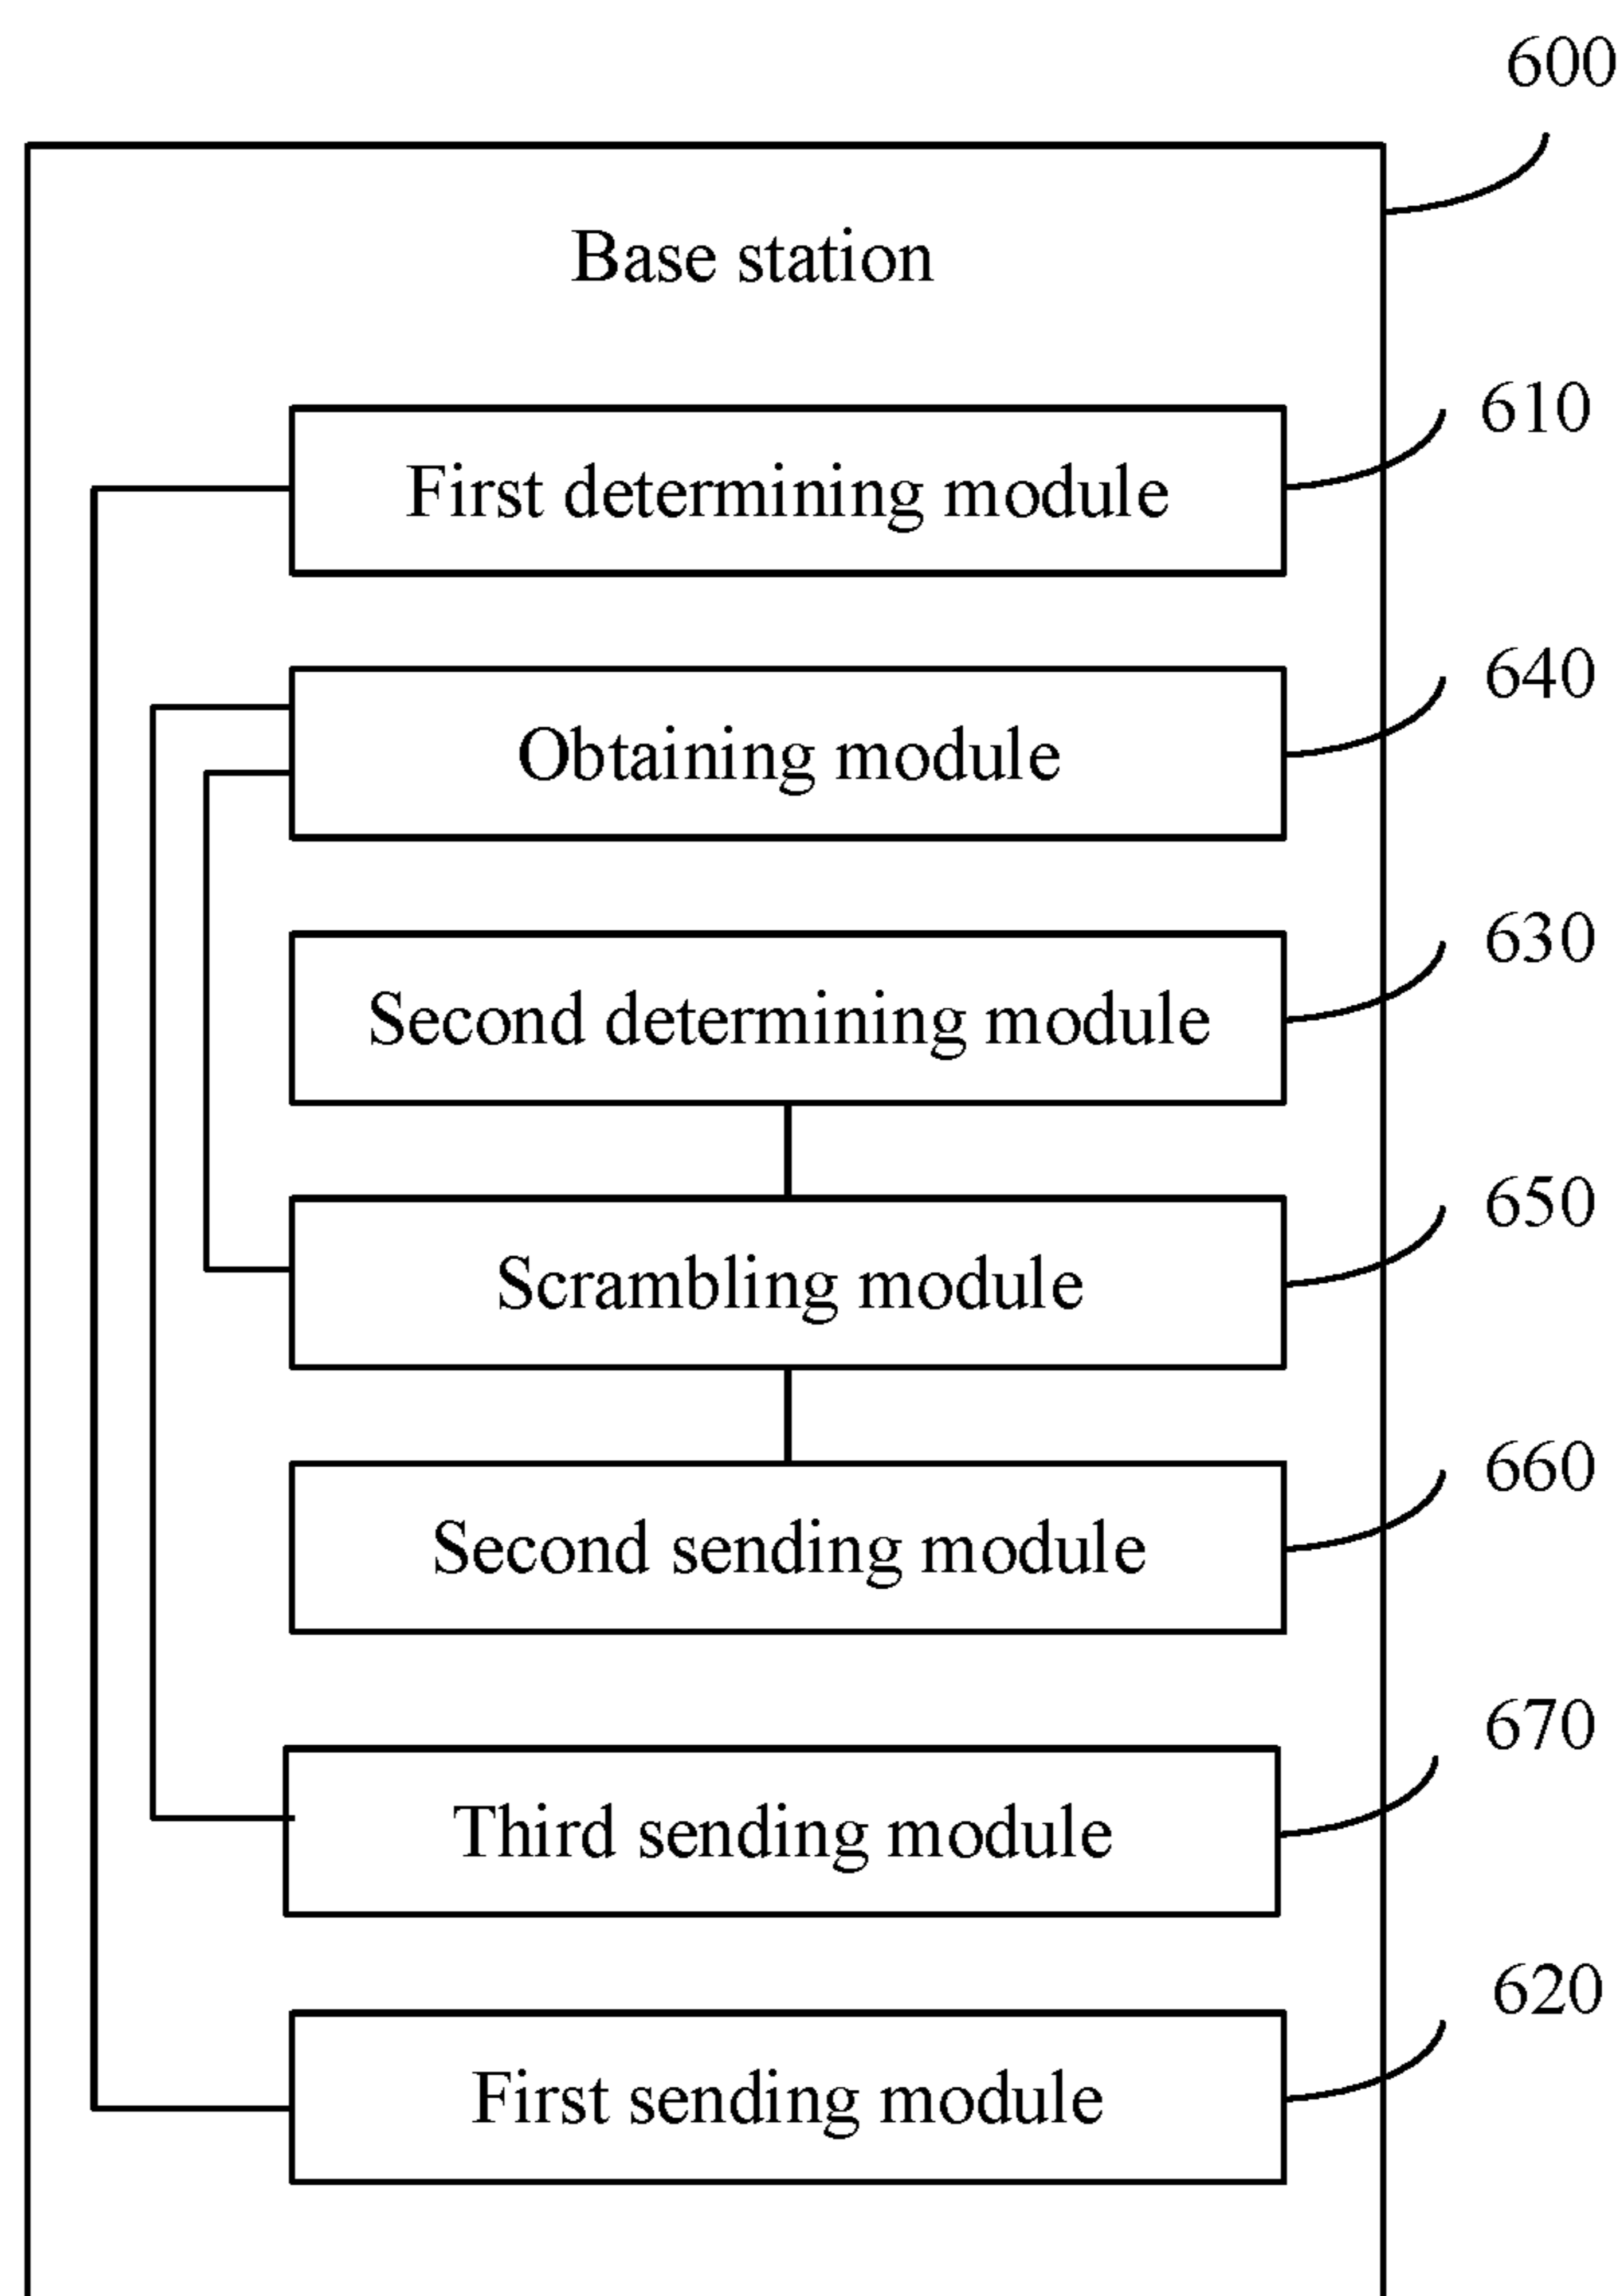 600
Base station
First determining module
610
Obtaining module
640
Second determining module
630
Scrambling module
650
Second sending module
660
Third sending module
670
First sending module
620